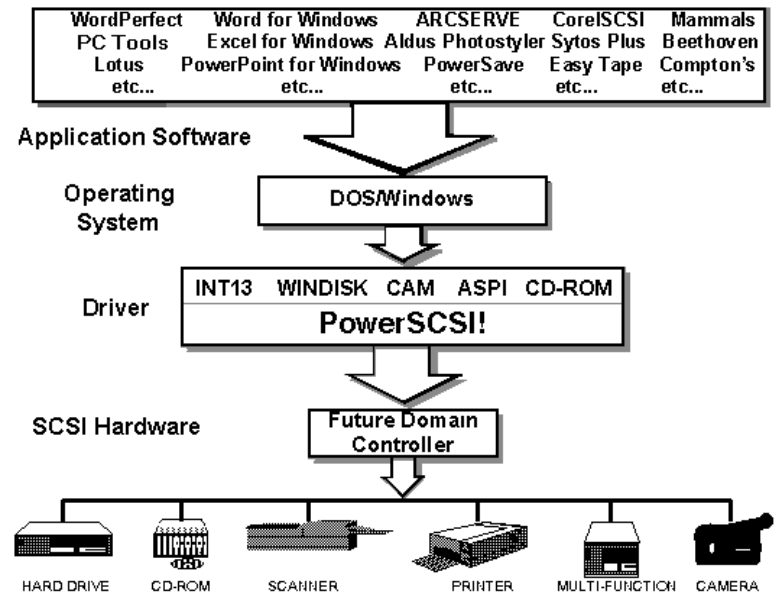 WordPerfect Word for Windows ARCSERVE CorelSCSI Mammals
PC Tools Excel for Windows Aldus Photostyler Sytos Plus Beethoven
Lotus PowerPoint for Windows PowerSave Easy Tape Compton's
etc... etc... etc... etc... etc...
Application Software
Operating
System
DOS/Windows
Driver
INT13 WINDISK CAM ASPI CD-ROM
PowerSCSI!
SCSI Hardware
Future Domain
Controller
HARD DRIVE CD-ROM SCANNER PRINTER MULTI-FUNCTION CAMERA